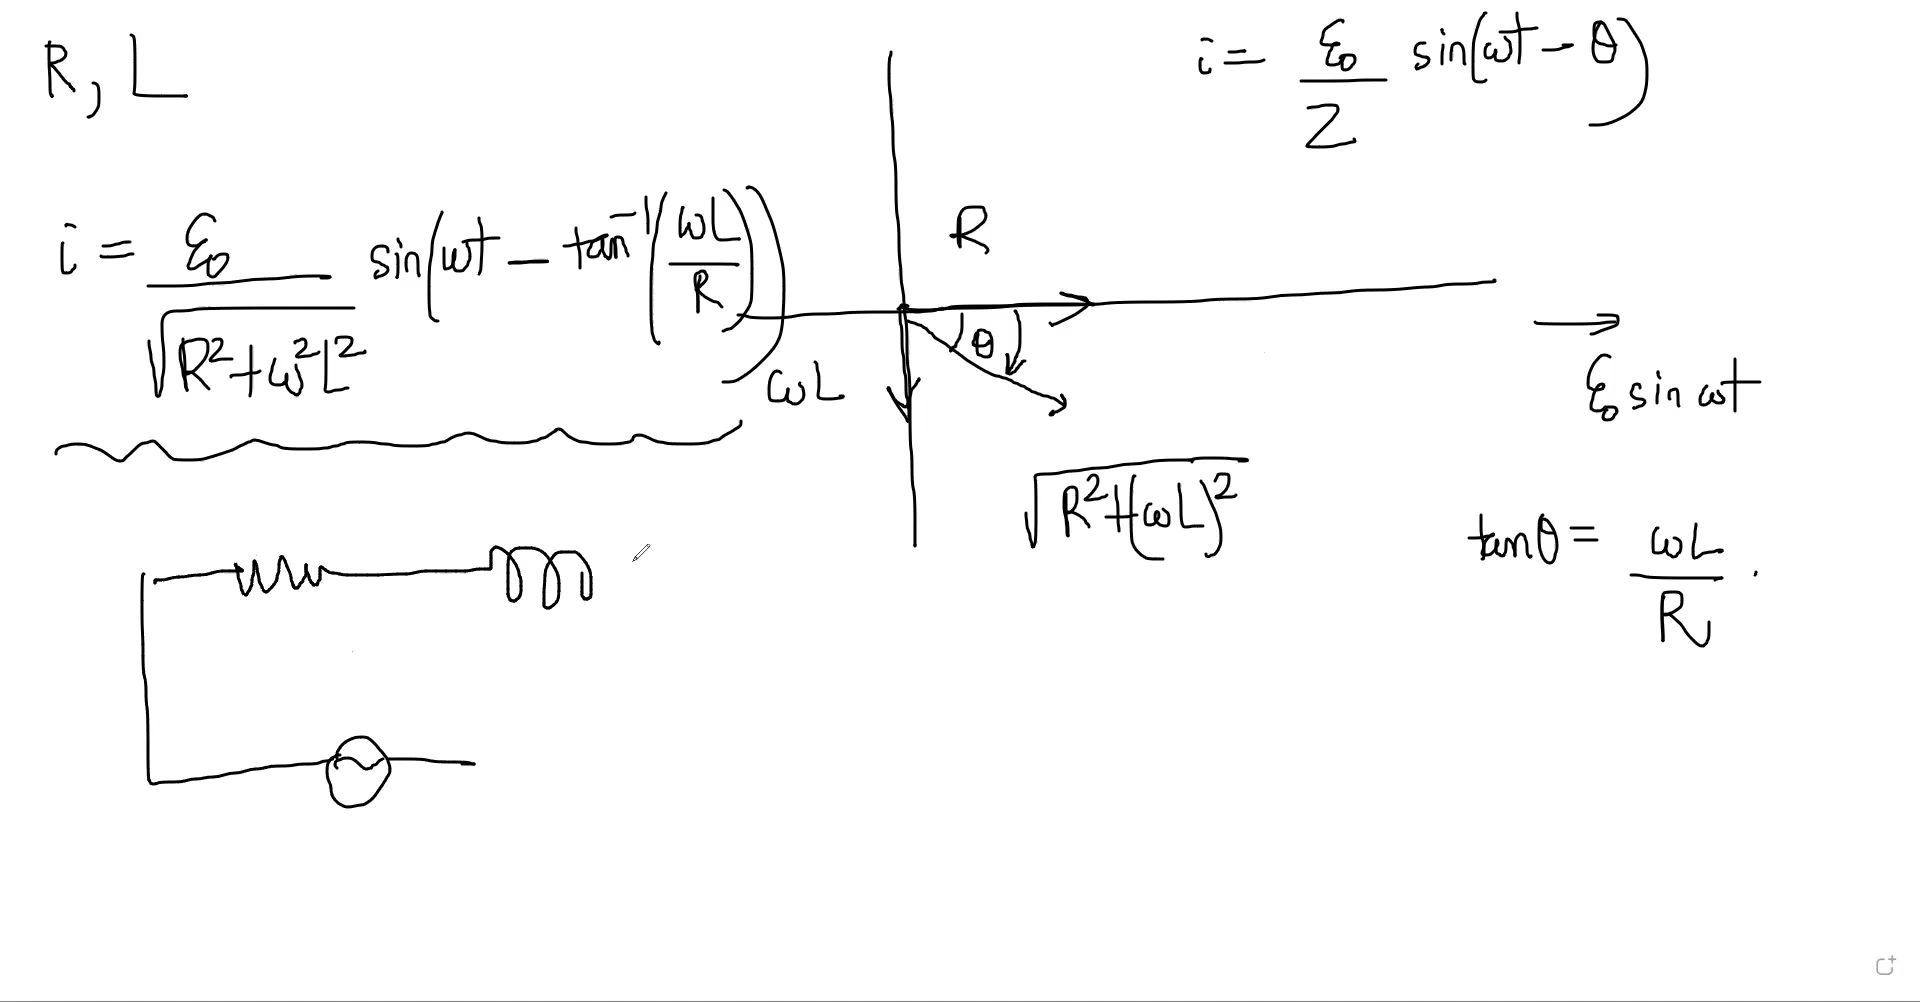 R, L
i = ε₀/Z sin(ωt − θ)
i = ε₀/√(R² + ω²L²) sin(ωt − tan⁻¹(ωL/R))
R
θ
ωL
ε₀ sin ωt
√(R² + (ωL)²)
tanθ = ωL/R .